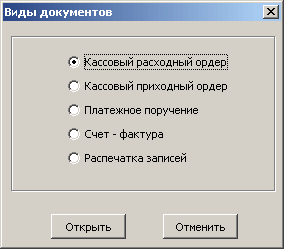 Виды документов
Кассовый расходный ордер
Кассовый приходный ордер
Платежное поручение
Счет - фактура
Распечатка записей
Открыть Отменить